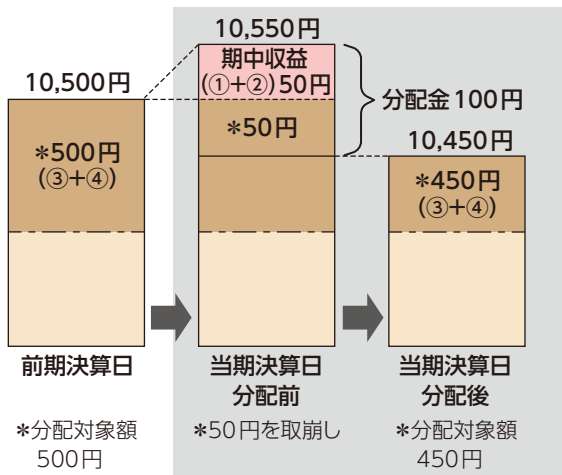 10,500円
*500円
(③+④)
前期決算日
*分配対象額
500円
10,550円
期中収益
(①+②)50円
*50円
分配金100円
当期決算日
分配前
*50円を取崩し
10,450円
*450円
(③+④)
当期決算日
分配後
*分配対象額
450円